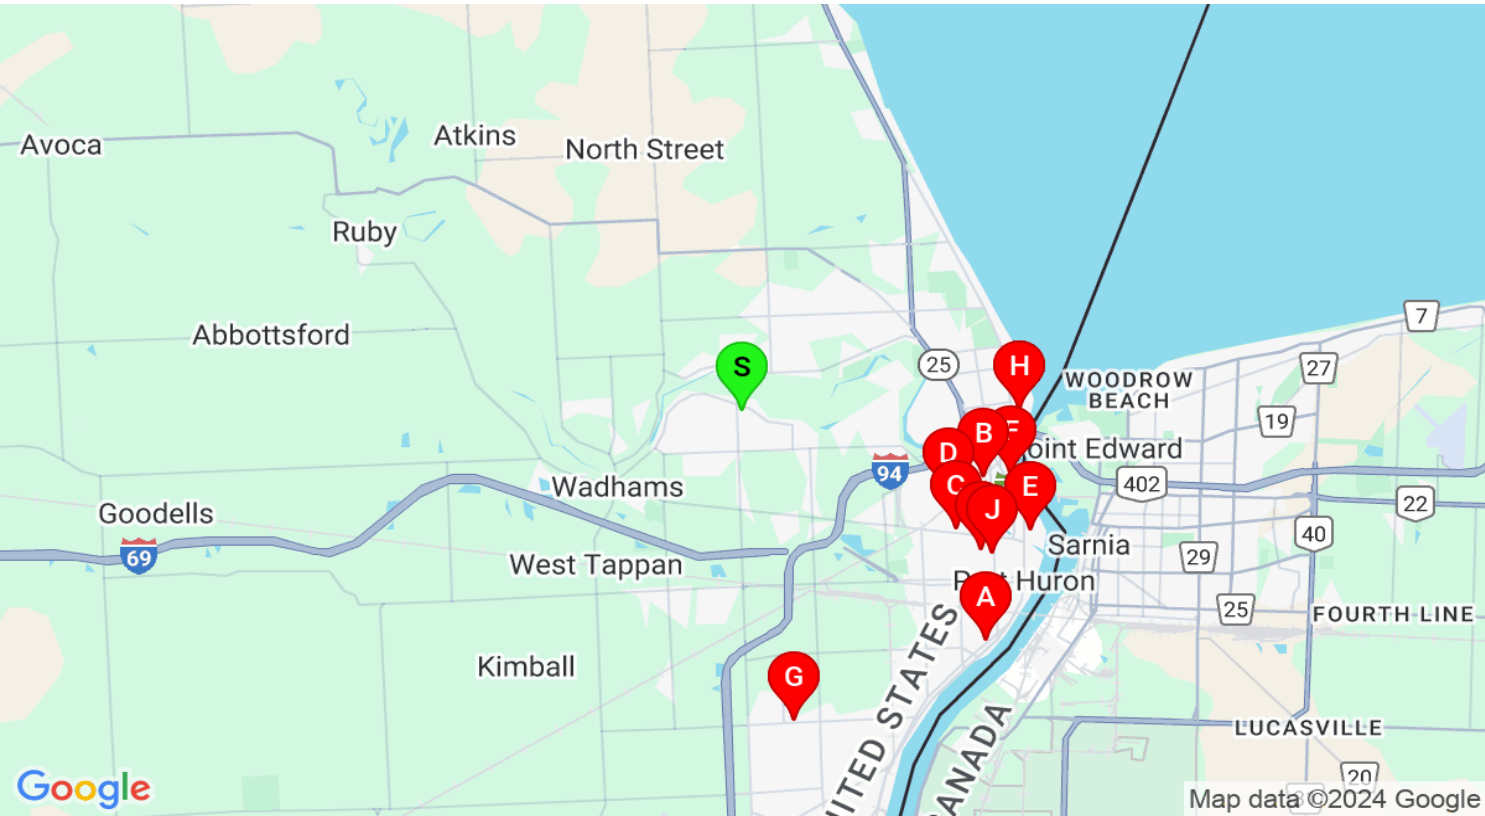 Avoca
Atkins
North Street
Ruby
Abbottsford
S
25
H
7
27
WOODROW
BEACH
19
B
F
D
Point Edward
94
C
E
402
Wadhams
J
22
Goodells
40
69
Sarnia
29
West Tappan
Port Huron
A
25
FOURTH LINE
Kimball
G
UNITED STATES
CANADA
LUCASVILLE
20
Google
Map data ©2024 Google